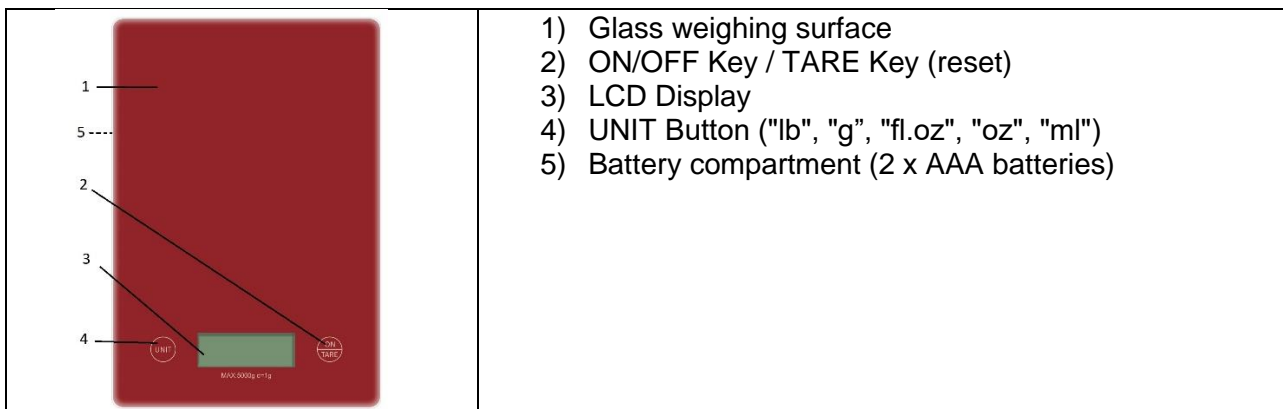 1
5
2
3
4
UNIT
ON
TARE
MAX:5000g d=1g
1) Glass weighing surface
2) ON/OFF Key / TARE Key (reset)
3) LCD Display
4) UNIT Button ("lb", "g”, "fl.oz", "oz", "ml")
5) Battery compartment (2 x AAA batteries)